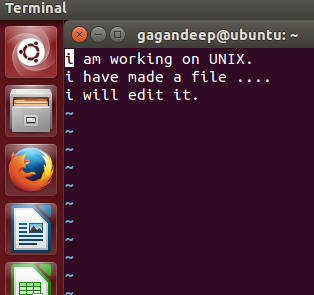 Terminal
gagandeep@ubuntu: ~
i am working on UNIX.
i have made a file ....
i will edit it.
~
~
~
~
~
~
~
~
~
~